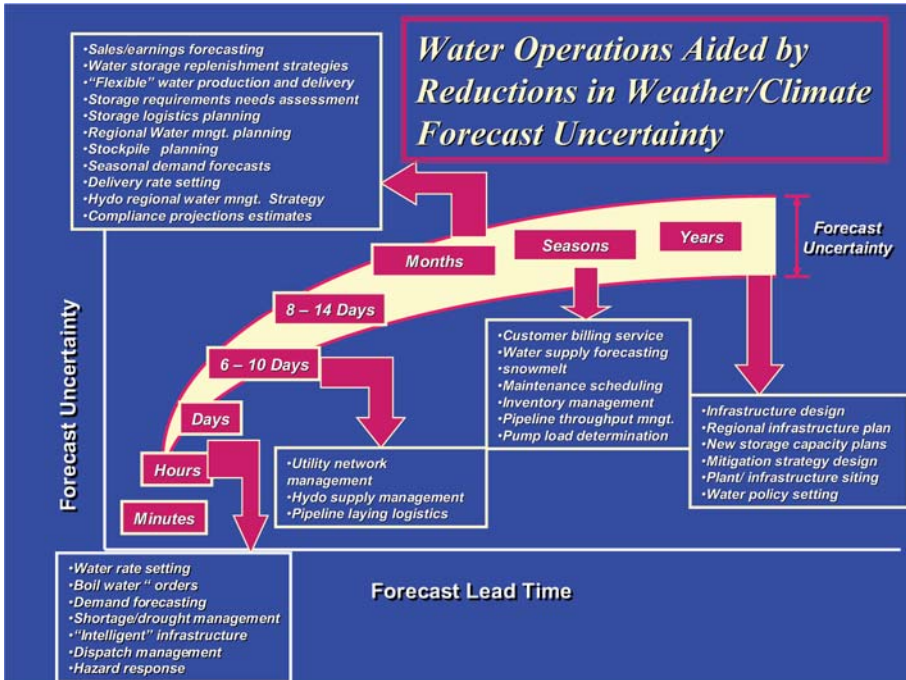 Water Operations Aided by
Reductions in Weather/Climate
Forecast Uncertainty
•Sales/earnings forecasting
•Water storage replenishment strategies
•“Flexible” water production and delivery
•Storage requirements needs assessment
•Storage logistics planning
•Regional Water mngt. planning
•Stockpile planning
•Seasonal demand forecasts
•Delivery rate setting
•Hydo regional water mngt. Strategy
•Compliance projections estimates
Forecast Uncertainty
Minutes
Hours
Days
6 – 10 Days
8 – 14 Days
Months
Seasons
Years
Forecast
Uncertainty
•Customer billing service
•Water supply forecasting
•snowmelt
•Maintenance scheduling
•Inventory management
•Pipeline throughput mngt.
•Pump load determination
•Infrastructure design
•Regional infrastructure plan
•New storage capacity plans
•Mitigation strategy design
•Plant/ infrastructure siting
•Water policy setting
•Utility network
management
•Hydo supply management
•Pipeline laying logistics
•Water rate setting
•Boil water “ orders
•Demand forecasting
•Shortage/drought management
•“Intelligent” infrastructure
•Dispatch management
•Hazard response
Forecast Lead Time